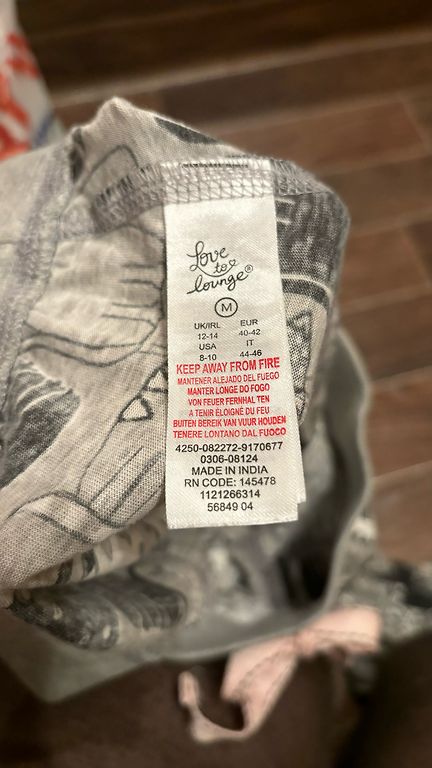 Love
to
lounge®
M
UK/IRL EUR
12-14 40-42
USA IT
8-10 44-46
KEEP AWAY FROM FIRE
MANTENER ALEJADO DEL FUEGO
MANTER LONGE DO FOGO
VON FEUER FERNHALTEN
A TENIR ÉLOIGNÉ DU FEU
BUITEN BEREIK VAN VUUR HOUDEN
TENERE LONTANO DAL FUOCO
4250-082272-9170677
0306-08124
MADE IN INDIA
RN CODE: 145478
1121266314
56849 04